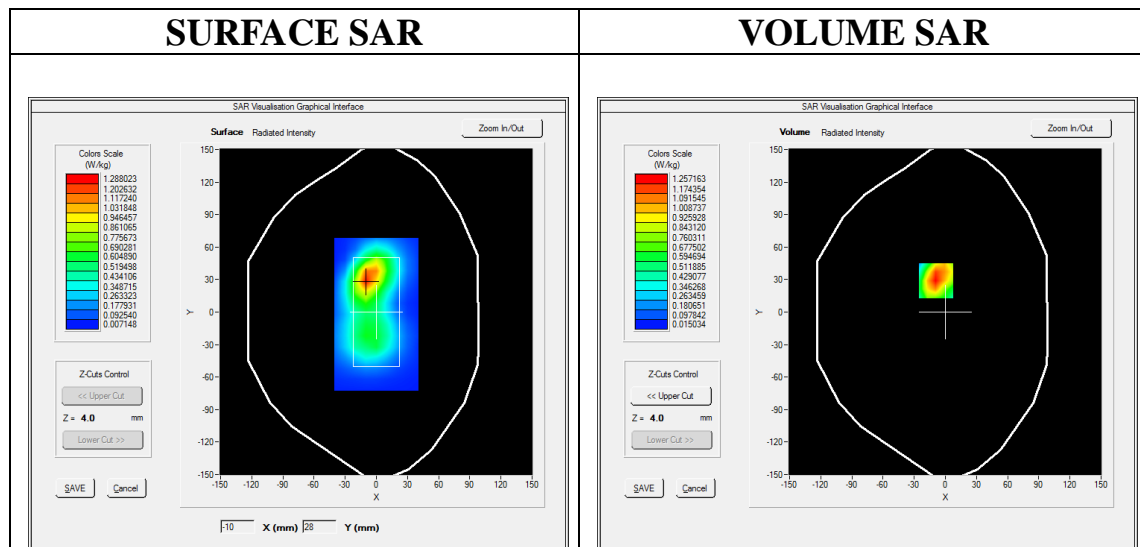 SURFACE SAR
VOLUME SAR
SAR Visualisation Graphical Interface
Surface Radiated Intensity
Zoom In/Out
Colors Scale
(W/kg)
1.288023
1.202632
1.117240
1.031848
0.946457
0.861065
0.775673
0.690281
0.604890
0.519498
0.434106
0.348715
0.263323
0.177931
0.092540
0.007148
Z-Cuts Control
<< Upper Cut
Z = 4.0 mm
Lower Cut >>
SAVE Cancel
150
120
90
60
30
0
-30
-60
-90
-120
-150
Y
-150 -120 -90 -60 -30 0 30 60 90 120 150
X
-10 X (mm) 28 Y (mm)
SAR Visualisation Graphical Interface
Volume Radiated Intensity
Zoom In/Out
Colors Scale
(W/kg)
1.257163
1.174354
1.091545
1.008737
0.925928
0.843120
0.760311
0.677502
0.594694
0.511885
0.429077
0.346268
0.263459
0.180651
0.097842
0.015034
Z-Cuts Control
<< Upper Cut
Z = 4.0 mm
Lower Cut >>
SAVE Cancel
150
120
90
60
30
0
-30
-60
-90
-120
-150
Y
-150 -120 -90 -60 -30 0 30 60 90 120 150
X